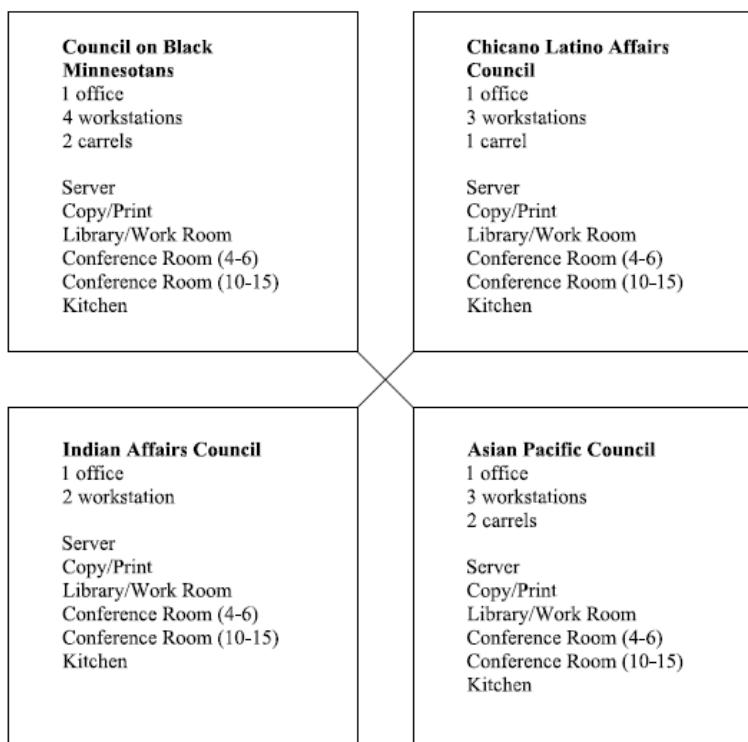 Council on Black
Minnesotans
1 office
4 workstations
2 carrels
Server
Copy/Print
Library/Work Room
Conference Room (4-6)
Conference Room (10-15)
Kitchen
Chicano Latino Affairs
Council
1 office
3 workstations
1 carrel
Server
Copy/Print
Library/Work Room
Conference Room (4-6)
Conference Room (10-15)
Kitchen
Indian Affairs Council
1 office
2 workstation
Server
Copy/Print
Library/Work Room
Conference Room (4-6)
Conference Room (10-15)
Kitchen
Asian Pacific Council
1 office
3 workstations
2 carrels
Server
Copy/Print
Library/Work Room
Conference Room (4-6)
Conference Room (10-15)
Kitchen